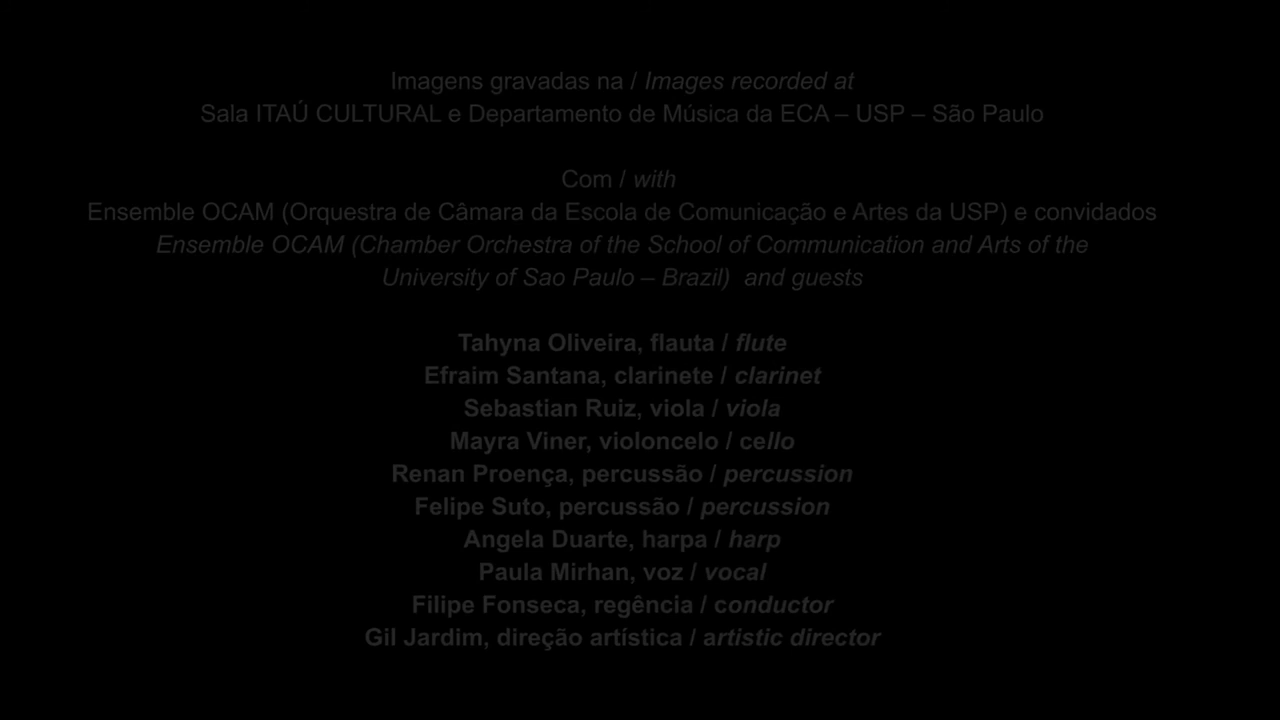 Imagens gravadas na / Images recorded at
Sala ITAÚ CULTURAL e Departamento de Música da ECA – USP – São Paulo
Com / with
Ensemble OCAM (Orquestra de Câmara da Escola de Comunicação e Artes da USP) e convidados
Ensemble OCAM (Chamber Orchestra of the School of Communication and Arts of the
University of Sao Paulo – Brazil) and guests
Tahyna Oliveira, flauta / flute
Efraim Santana, clarinete / clarinet
Sebastian Ruiz, viola / viola
Mayra Viner, violoncelo / cello
Renan Proença, percussão / percussion
Felipe Suto, percussão / percussion
Angela Duarte, harpa / harp
Paula Mirhan, voz / vocal
Filipe Fonseca, regência / conductor
Gil Jardim, direção artística / artistic director